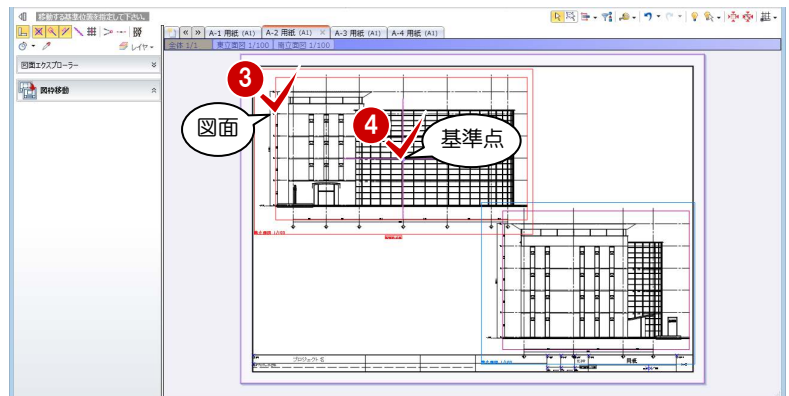 移動する基準位置を指定して下さい。
A-1 用紙 (A1) A-2 用紙 (A1) A-3 用紙 (A1) A-4 用紙 (A1)
全体 1/1 東立面図 1/100 南立面図 1/100
レイヤ
図面エクスプローラー
図枠移動
3
図面
4
基準点
プロジェクト名
用紙